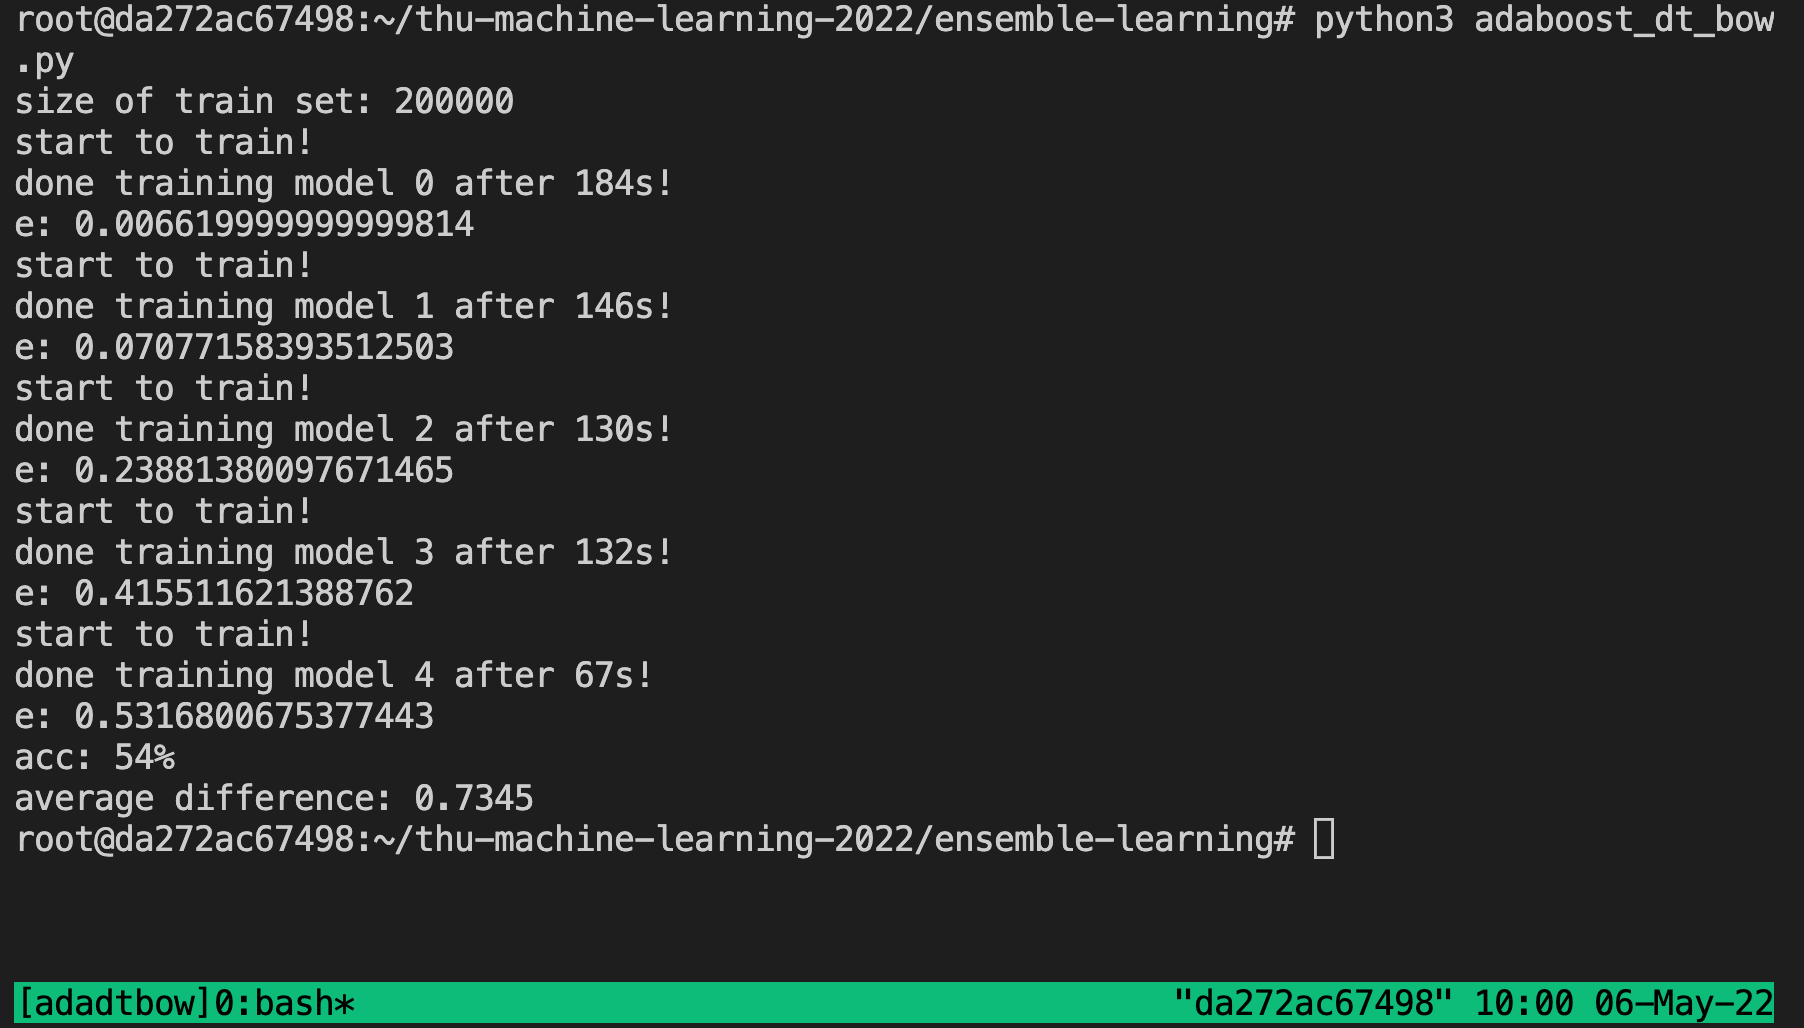 root@da272ac67498:~/thu-machine-learning-2022/ensemble-learning# python3 adaboost_dt_bow
.py
size of train set: 200000
start to train!
done training model 0 after 184s!
e: 0.006619999999999814
start to train!
done training model 1 after 146s!
e: 0.07077158393512503
start to train!
done training model 2 after 130s!
e: 0.23881380097671465
start to train!
done training model 3 after 132s!
e: 0.415511621388762
start to train!
done training model 4 after 67s!
e: 0.5316800675377443
acc: 54%
average difference: 0.7345
root@da272ac67498:~/thu-machine-learning-2022/ensemble-learning#
[adadtbow]0:bash* "da272ac67498" 10:00 06-May-22